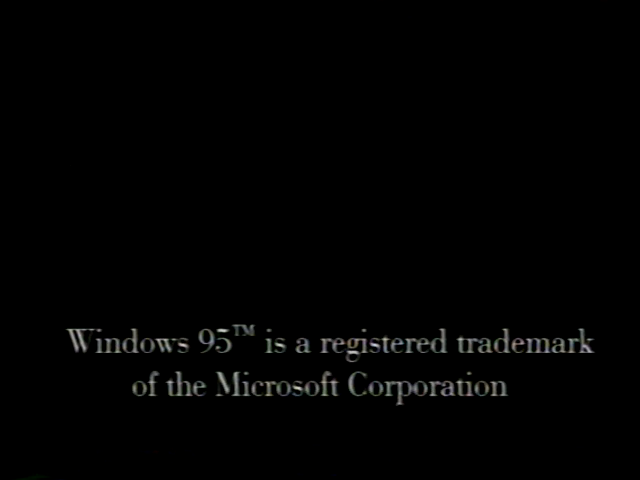 Windows 95™ is a registered trademark
of the Microsoft Corporation